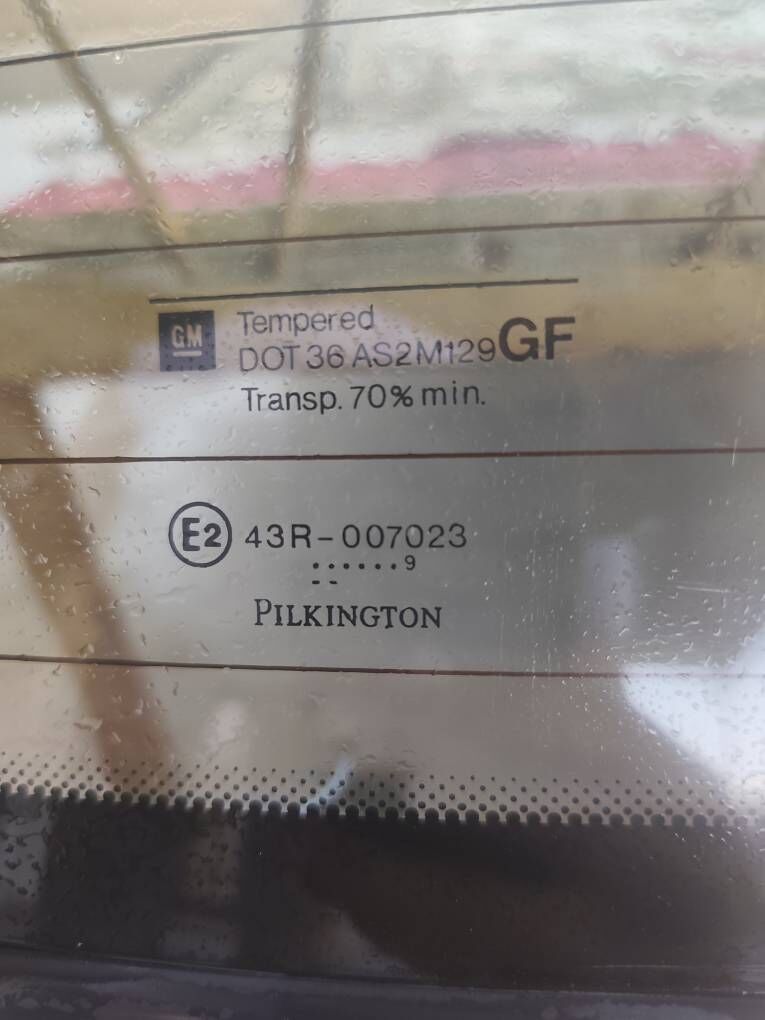 GM
Tempered
DOT 36 AS2 M129 GF
Transp. 70% min.
E2 43R-007023
......9
--
PILKINGTON